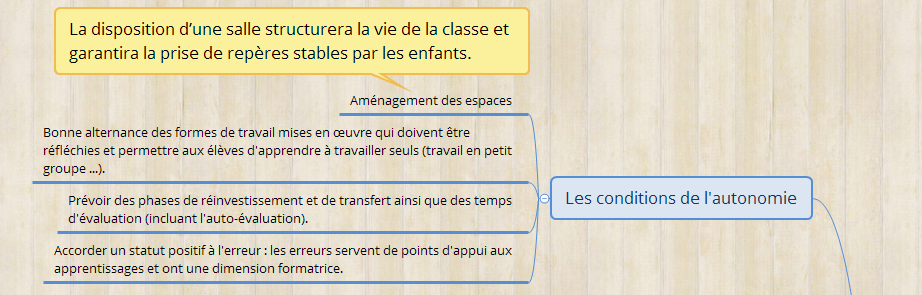 La disposition d’une salle structurera la vie de la classe et
garantira la prise de repères stables par les enfants.
Aménagement des espaces
Bonne alternance des formes de travail mises en œuvre qui doivent être
réfléchies et permettre aux élèves d'apprendre à travailler seuls (travail en petit
groupe ...).
Prévoir des phases de réinvestissement et de transfert ainsi que des temps
d'évaluation (incluant l'auto-évaluation).
Accorder un statut positif à l'erreur : les erreurs servent de points d'appui aux
apprentissages et ont une dimension formatrice.
Les conditions de l'autonomie